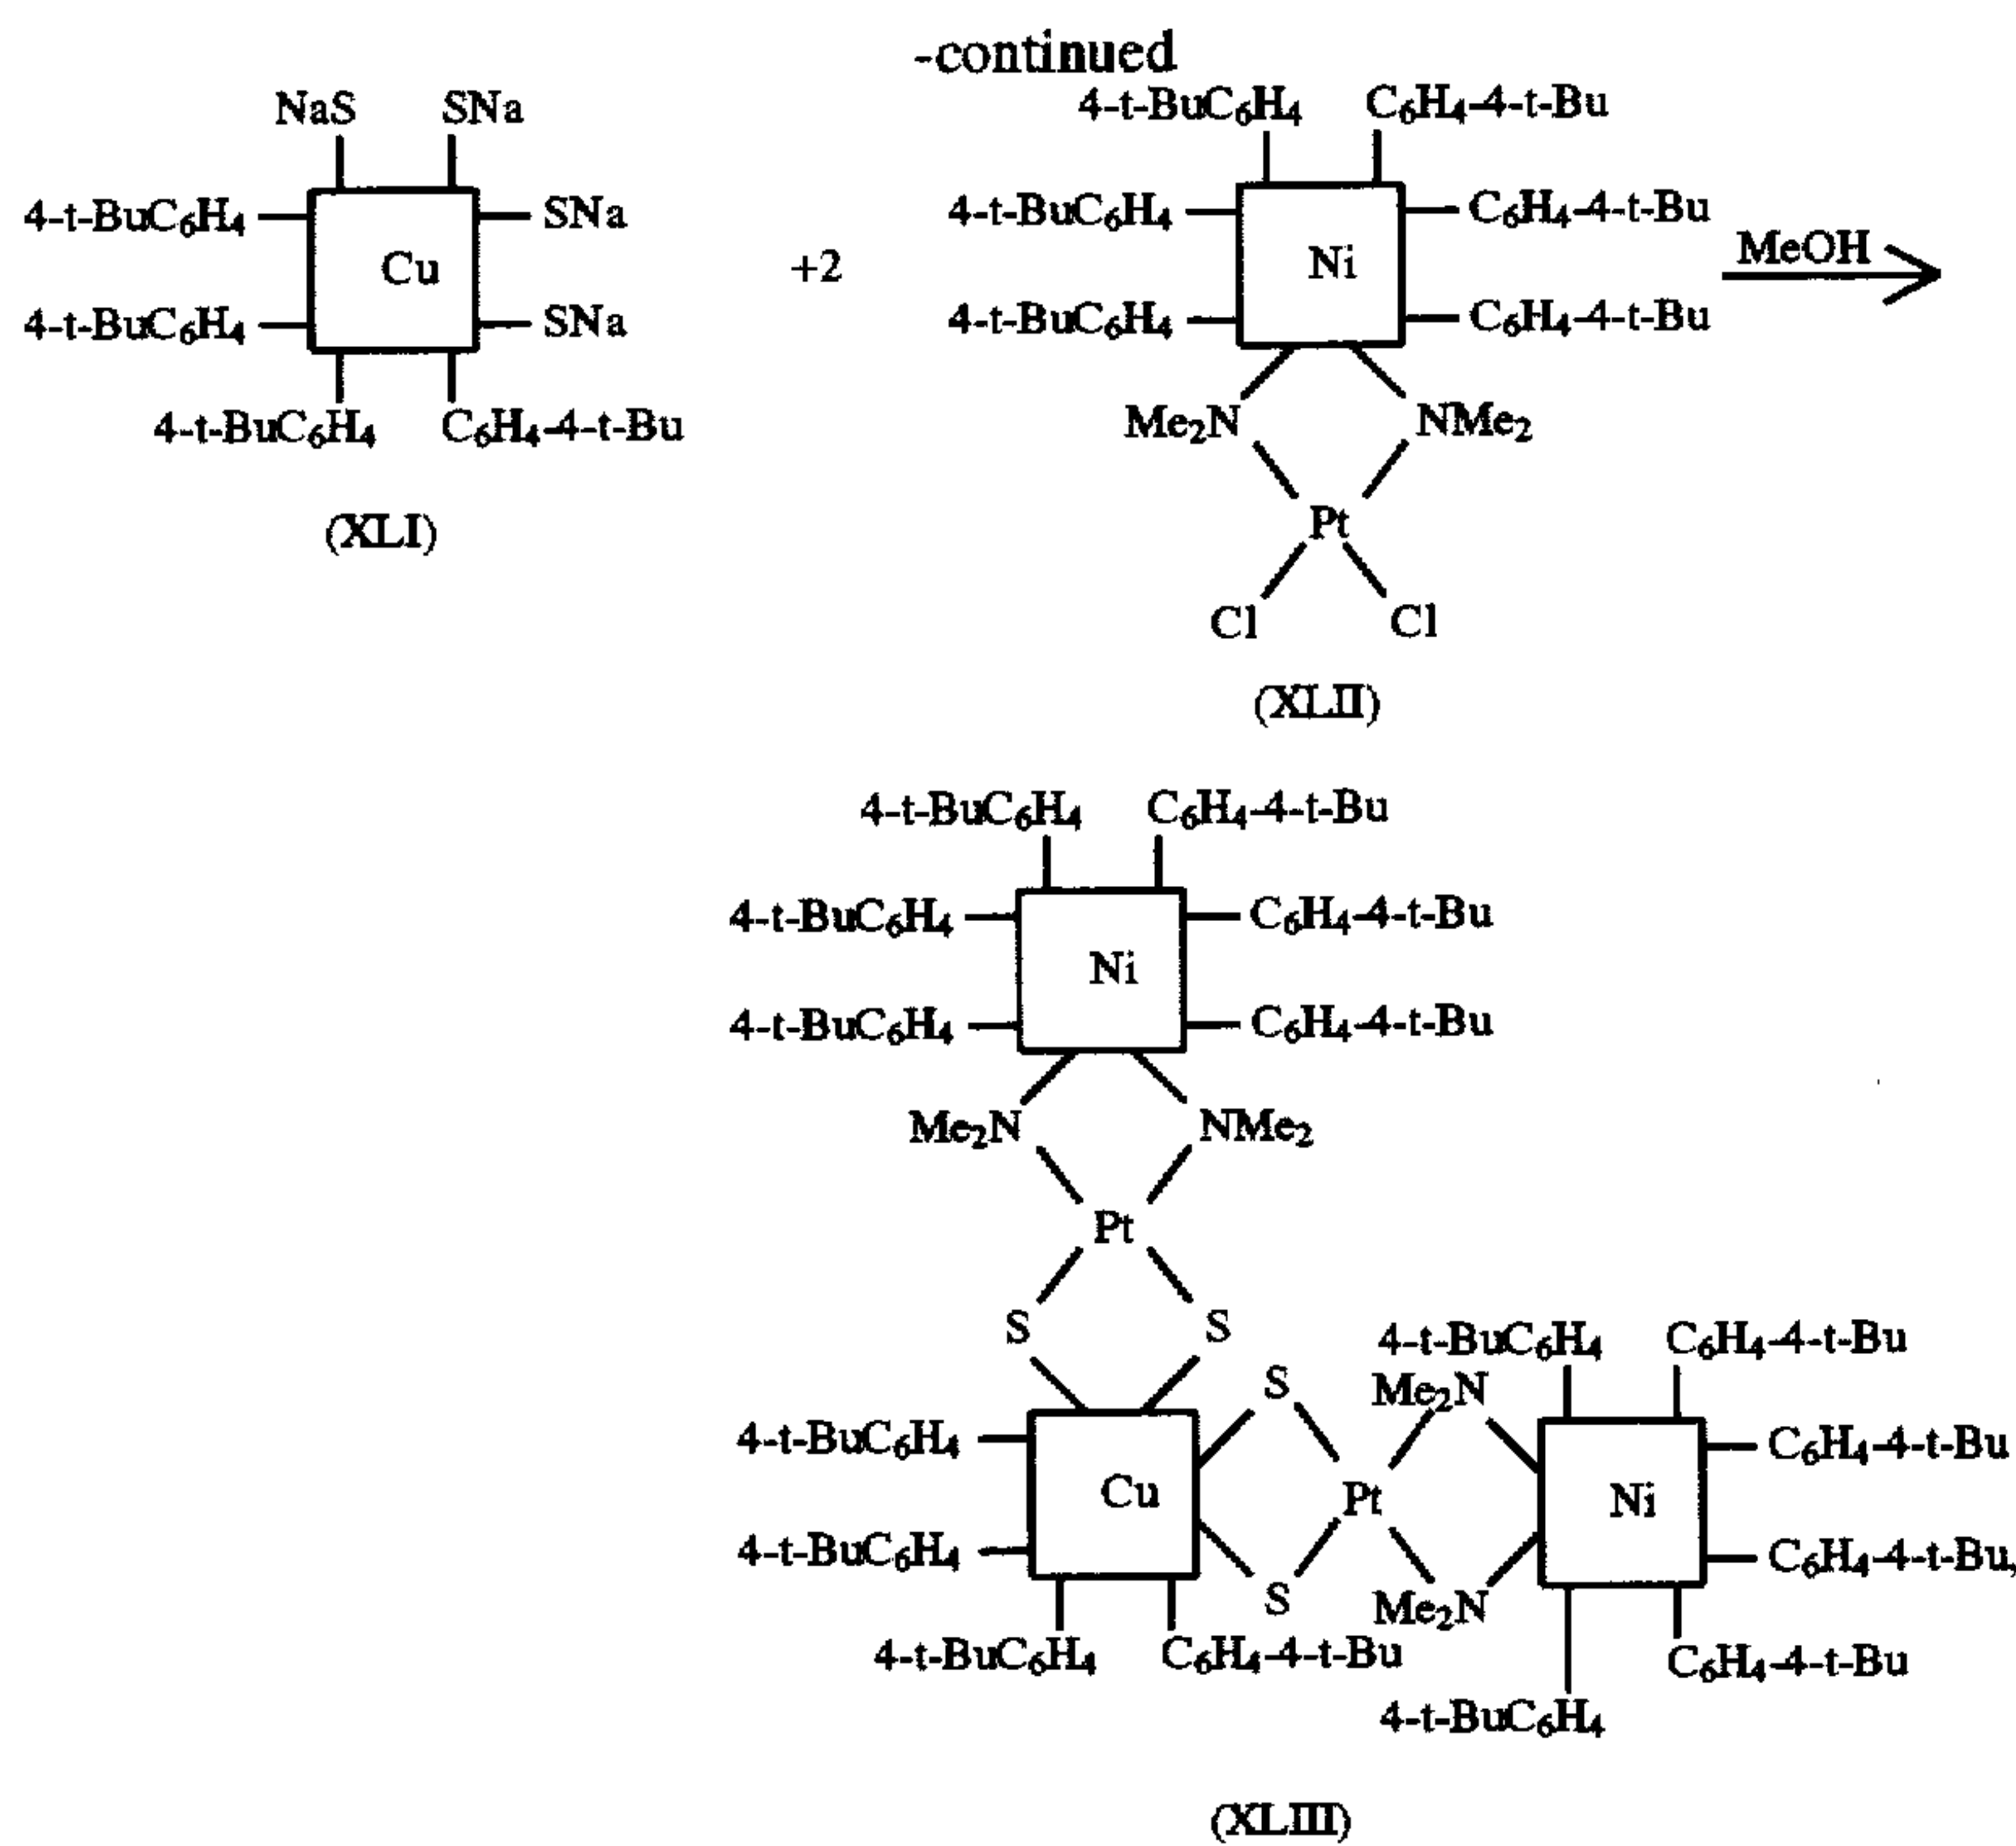 -continued
NaS SNa
4-t-BuC6H4 SNa
Cu
4-t-BuC6H4 SNa
4-t-BuC6H4 C6H4-4-t-Bu
(XLI)
+2
4-t-BuC6H4 C6H4-4-t-Bu
4-t-BuC6H4 C6H4-4-t-Bu
Ni
4-t-BuC6H4 C6H4-4-t-Bu
Me2N NMe2
Pt
Cl Cl
(XLII)
MeOH
4-t-BuC6H4 C6H4-4-t-Bu
4-t-BuC6H4 C6H4-4-t-Bu
Ni
4-t-BuC6H4 C6H4-4-t-Bu
Me2N NMe2
Pt
S S
4-t-BuC6H4 C6H4-4-t-Bu
S Me2N
4-t-BuC6H4 C6H4-4-t-Bu
Cu Pt Ni
4-t-BuC6H4 C6H4-4-t-Bu,
S Me2N
4-t-BuC6H4 C6H4-4-t-Bu C6H4-4-t-Bu
4-t-BuC6H4
(XLIII)